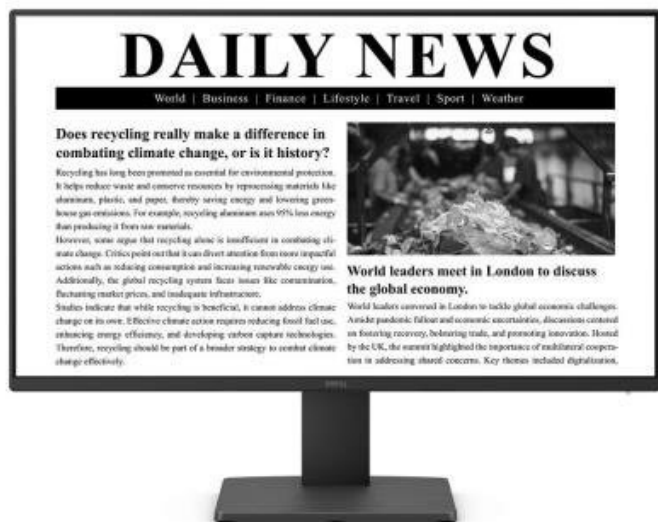 DAILY NEWS
World | Business | Finance | Lifestyle | Travel | Sport | Weather
Does recycling really make a difference in
combating climate change, or is it history?
Recycling has long been promoted as essential for environmental protection.
It helps reduce waste and conserve resources by reprocessing materials like
aluminum, plastic, and paper, thereby saving energy and lowering green-
house gas emissions. For example, recycling aluminum uses 95% less energy
than producing it from raw materials.
However, some argue that recycling alone is insufficient in combating cli-
mate change. Critics point out that it can divert attention from more impactful
actions such as reducing consumption and increasing renewable energy use.
Additionally, the global recycling system faces issues like contamination,
fluctuating market prices, and inadequate infrastructure.
Studies indicate that while recycling is beneficial, it cannot address climate
change on its own. Effective climate action requires reducing fossil fuel use,
enhancing energy efficiency, and developing carbon capture technologies.
Therefore, recycling should be part of a broader strategy to combat climate
change effectively.
World leaders meet in London to discuss
the global economy.
World leaders convened in London to tackle global economic challenges.
Amidst pandemic fallout and economic uncertainties, discussions centered
on fostering recovery, bolstering trade, and promoting innovation. Hosted
by the UK, the summit highlighted the importance of multilateral coopera-
tion in addressing shared concerns. Key themes included digitalization,